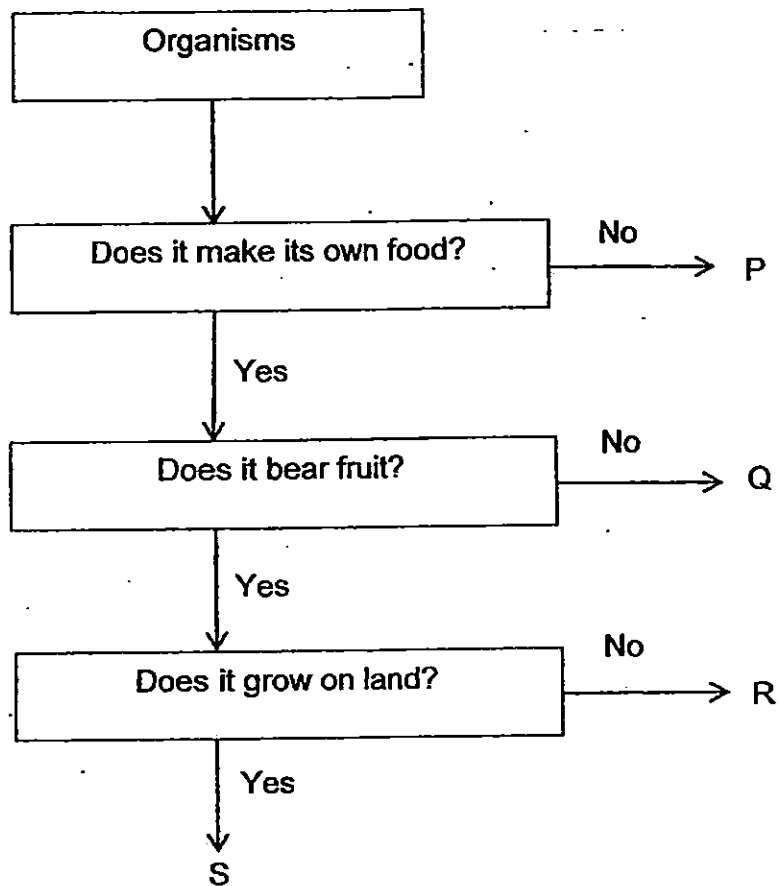 Organisms
Does it make its own food?
No
P
Yes
Does it bear fruit?
No
Q
Yes
Does it grow on land?
No
R
Yes
S